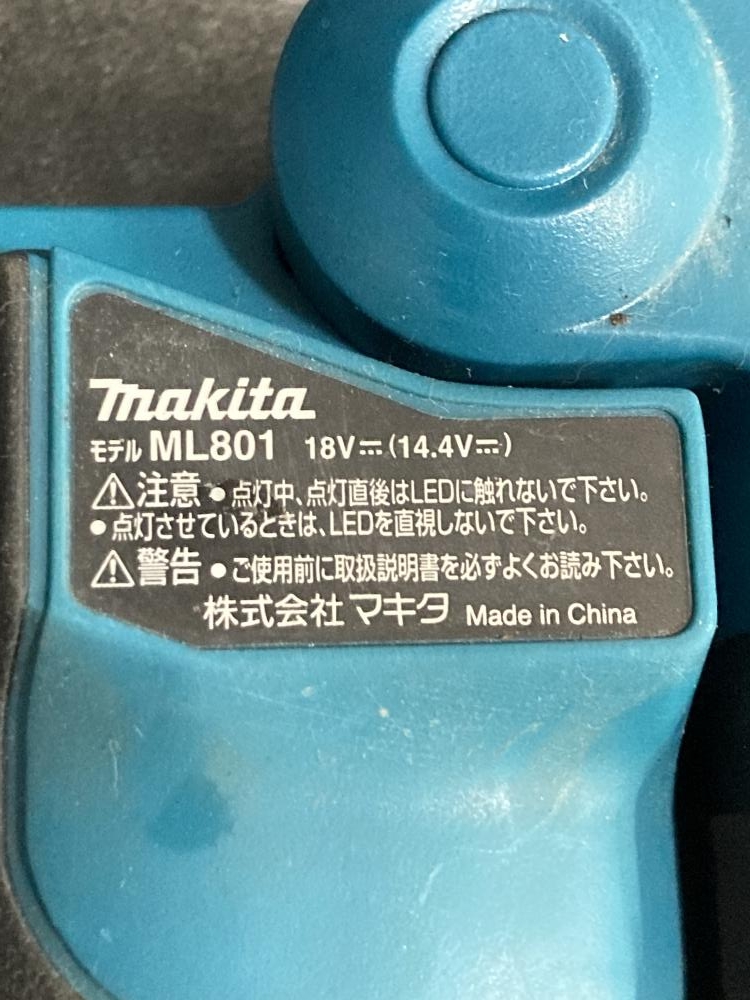 makita
モデル ML801 18V⎓(14.4V⎓)
⚠注意 ●点灯中、点灯直後はLEDに触れないで下さい。
●点灯させているときは、LEDを直視しないで下さい。
⚠警告 ●ご使用前に取扱説明書を必ずよくお読み下さい。
株式会社 マキタ Made in China